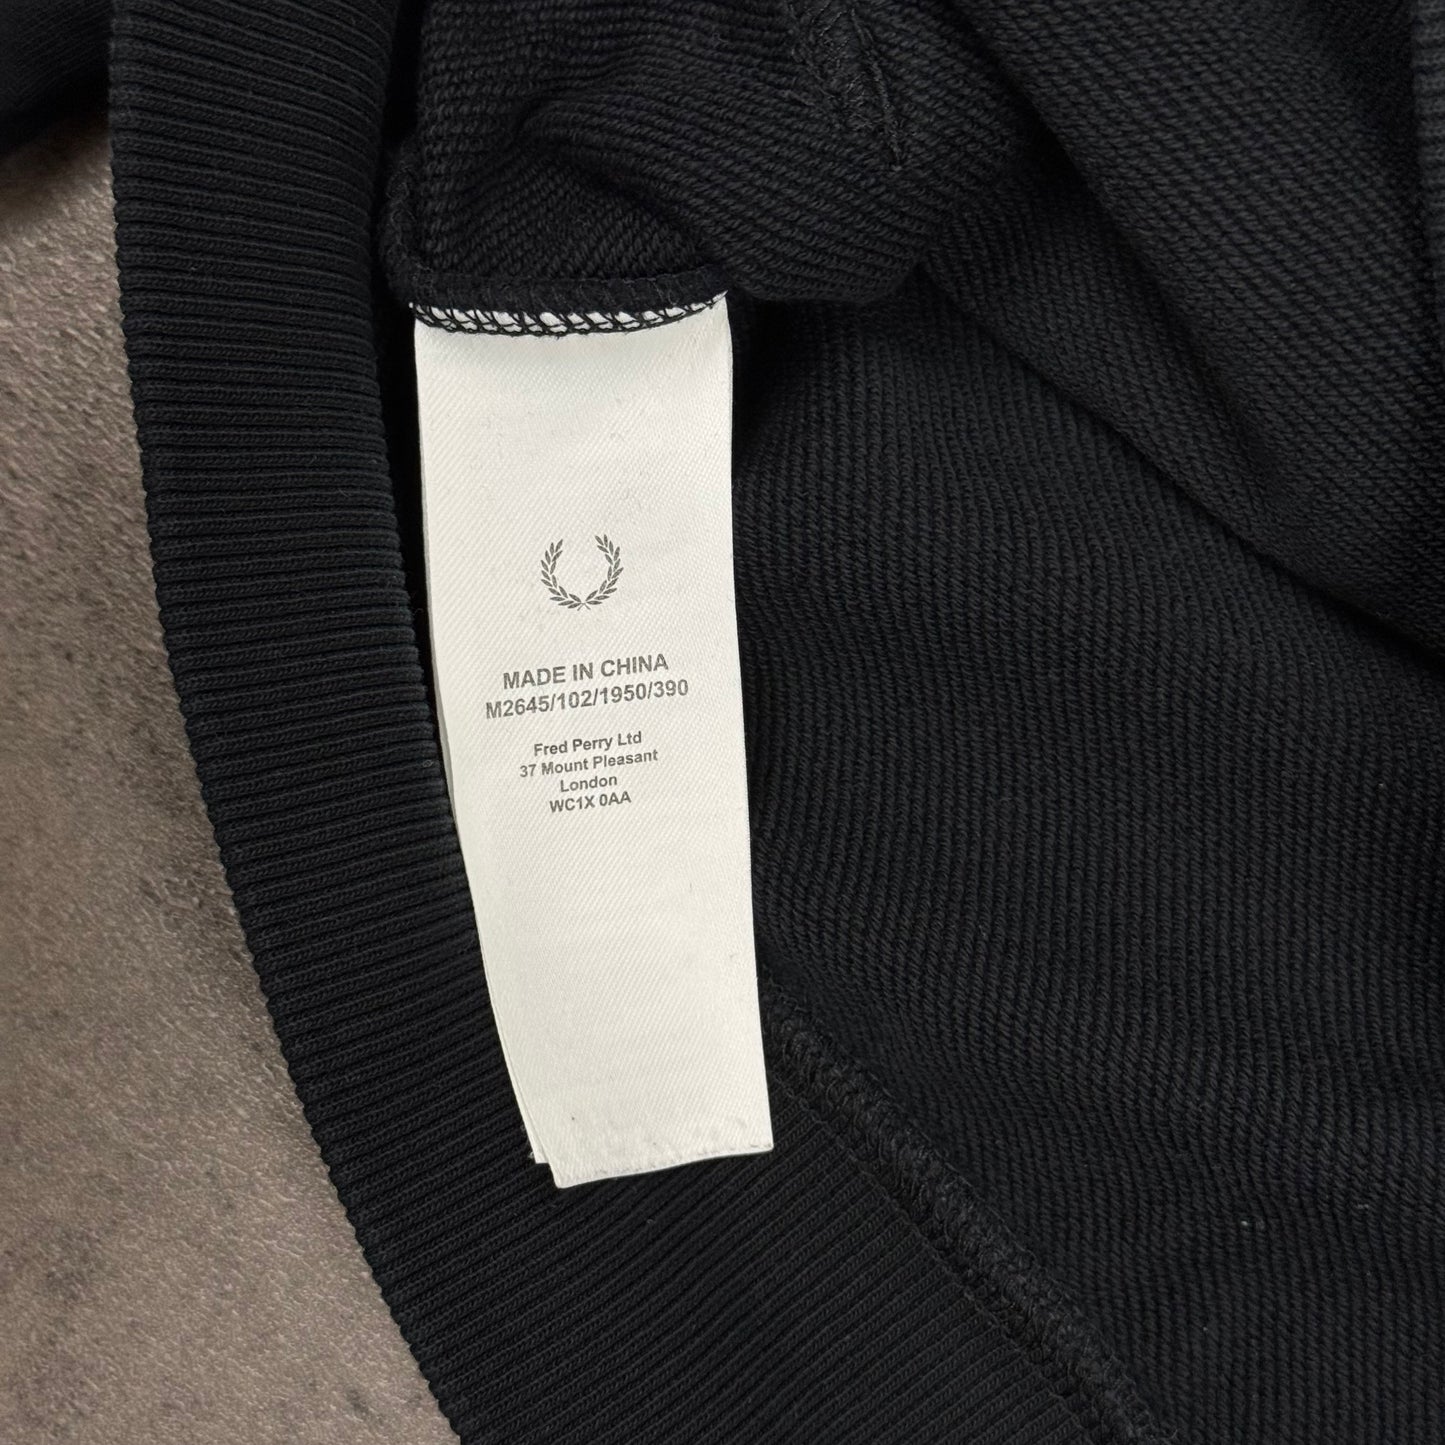 MADE IN CHINA
M2645/102/1950/390
Fred Perry Ltd
37 Mount Pleasant
London
WC1X 0AA